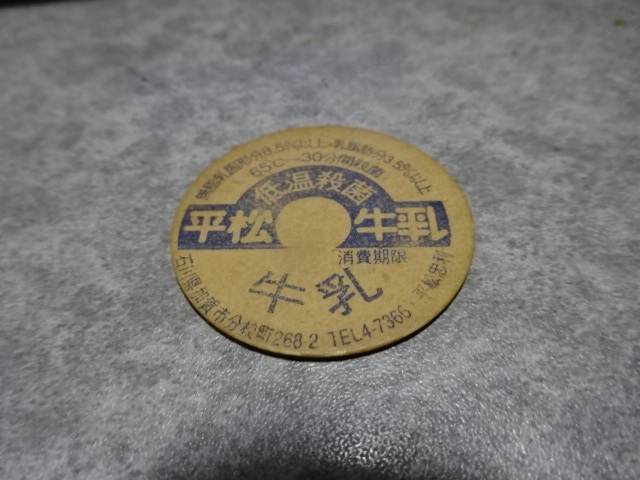 無脂乳固形分8.5%以上・乳脂肪分3.5%以上
65℃−30分間殺菌
低温殺菌
平松 牛乳
消費期限
牛乳
石川県加賀市分校町268-2 TEL4-7366・平松忠利